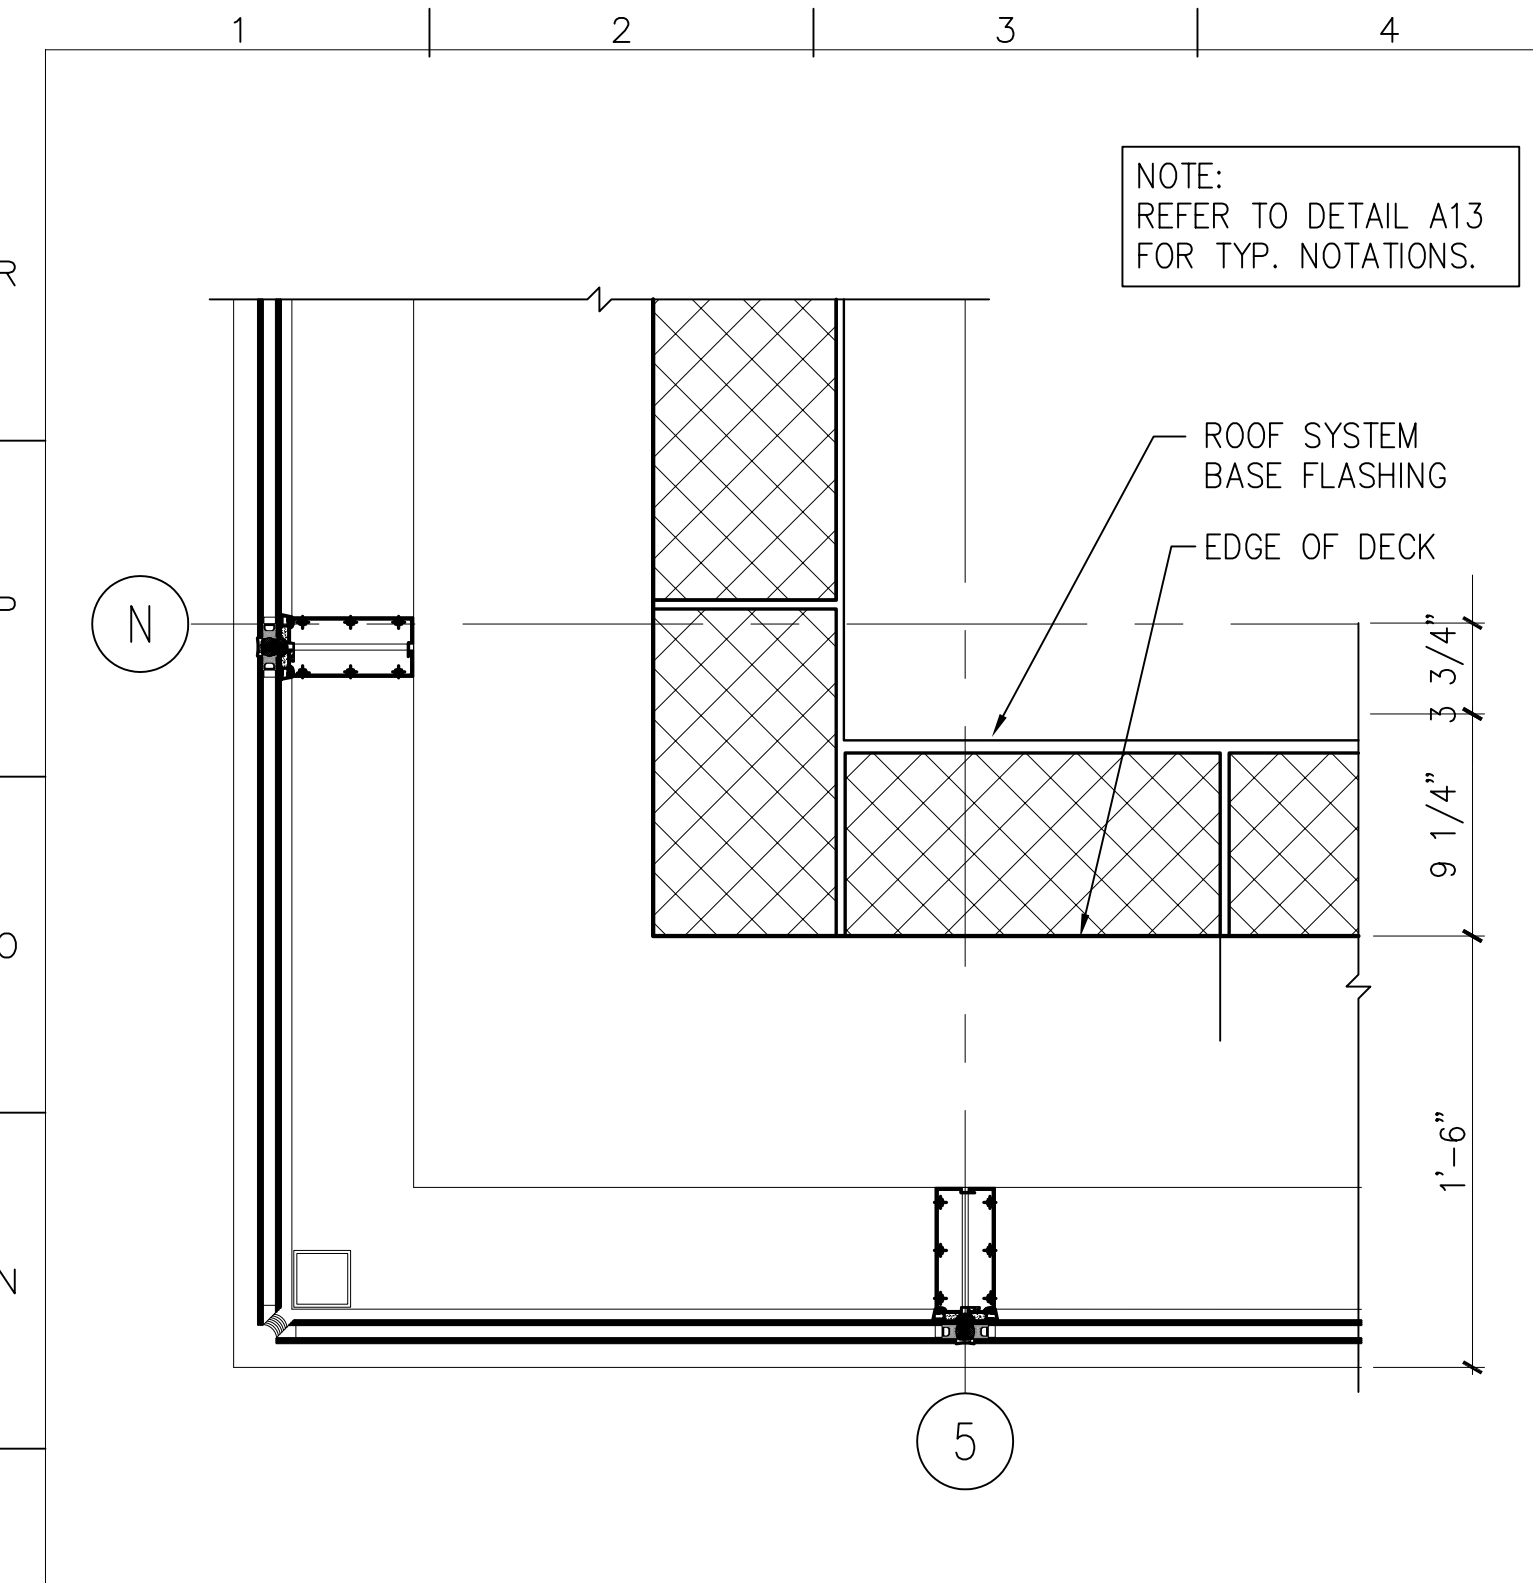 1 2 3 4
NOTE:
REFER TO DETAIL A13
FOR TYP. NOTATIONS.
R
ROOF SYSTEM
BASE FLASHING
EDGE OF DECK
P
N
3 3/4"
9 1/4"
O
1'-6"
N
5